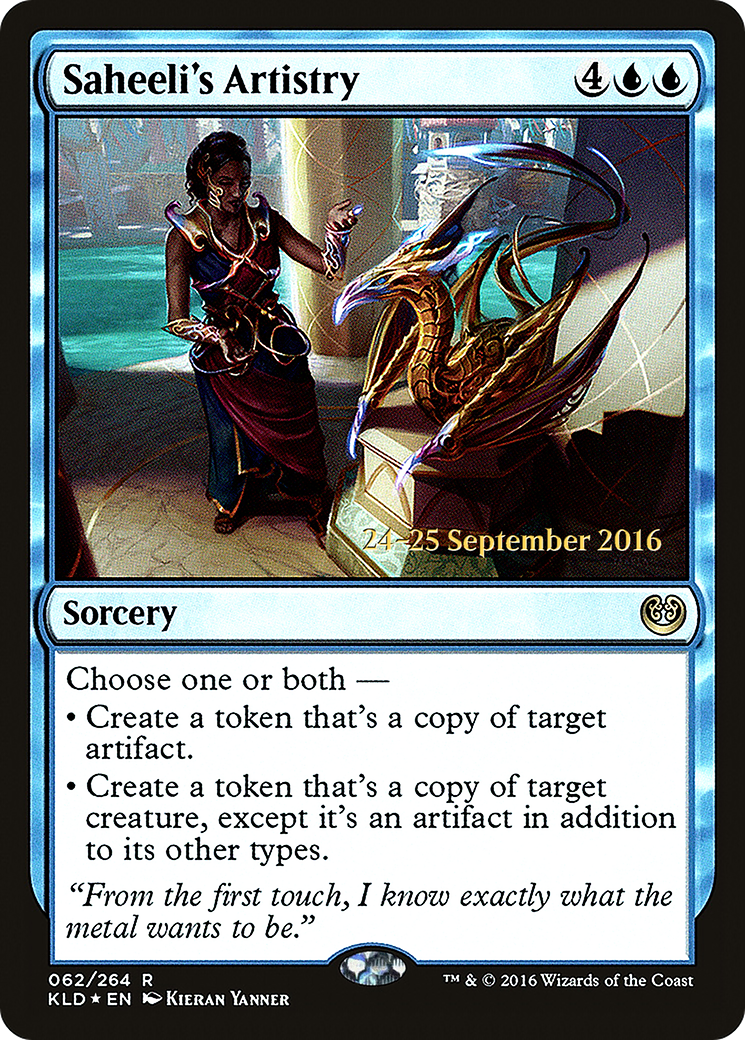 Saheeli's Artistry 4
24–25 September 2016
Sorcery
Choose one or both —
• Create a token that's a copy of target
artifact.
• Create a token that's a copy of target
creature, except it's an artifact in addition
to its other types.
“From the first touch, I know exactly what the
metal wants to be.”
062/264 R
™ & © 2016 Wizards of the Coast
KLD ★ EN Kieran Yanner